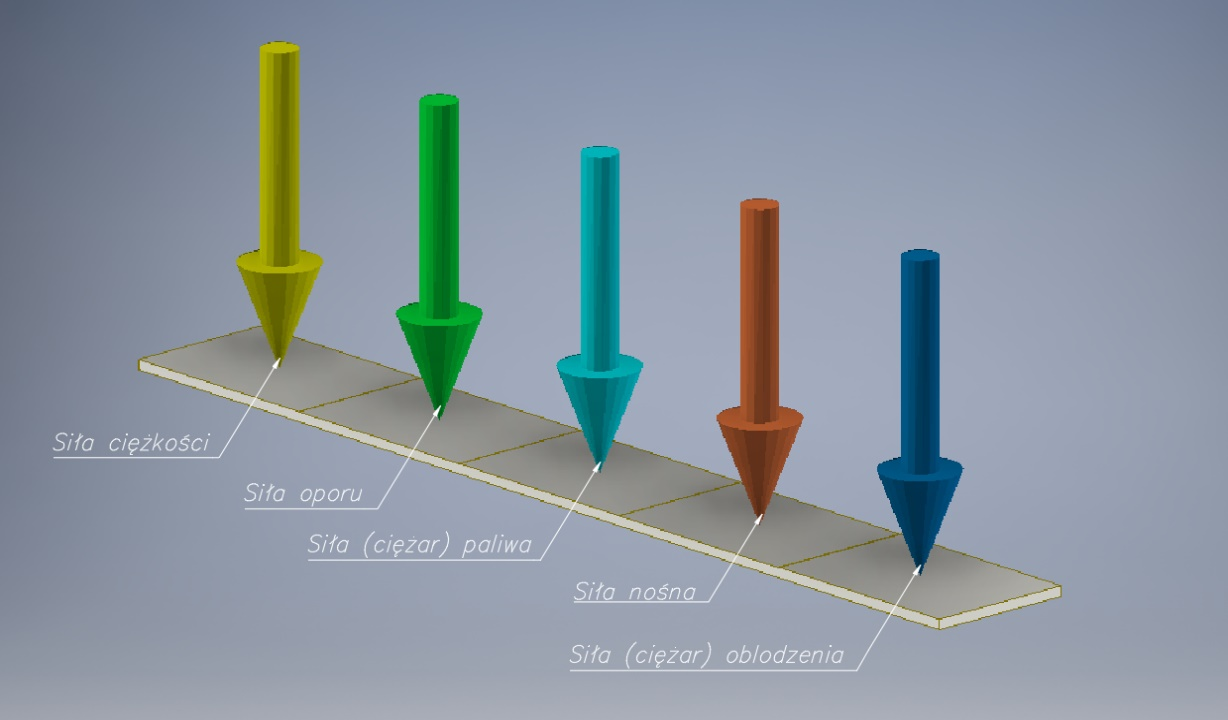 Siła ciężkości
Siła oporu
Siła (ciężar) paliwa
Siła nośna
Siła (ciężar) oblodzenia